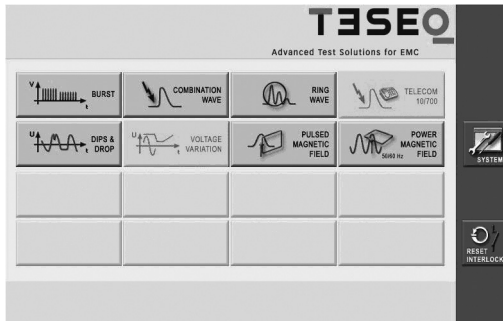 TESEQ
Advanced Test Solutions for EMC
V
t
BURST
COMBINATION
WAVE
RING
WAVE
TELECOM
10/700
U
t
DIPS &
DROP
U
t
VOLTAGE
VARIATION
PULSED
MAGNETIC
FIELD
50/60 Hz
POWER
MAGNETIC
FIELD
SYSTEM
RESET
INTERLOCK